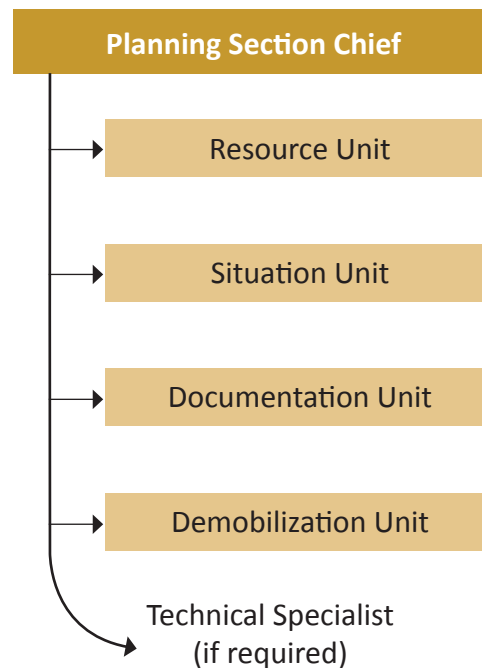 Planning Section Chief
Resource Unit
Situation Unit
Documentation Unit
Demobilization Unit
Technical Specialist
(if required)